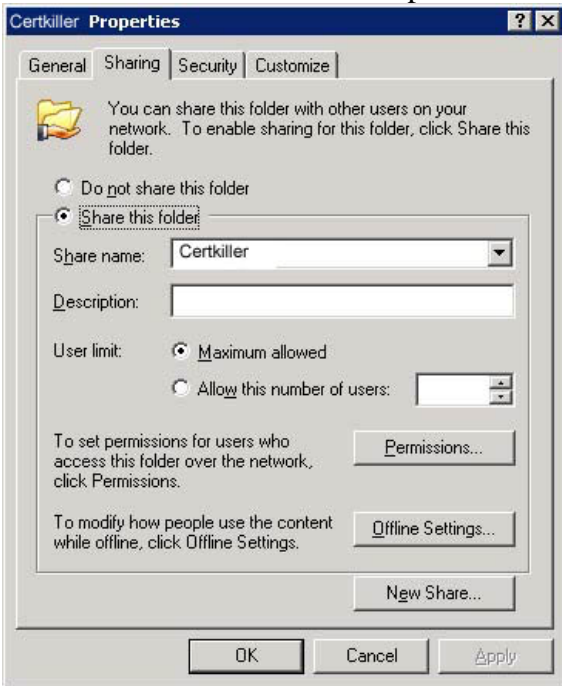 Certkiller Properties
General Sharing Security Customize
You can share this folder with other users on your
network. To enable sharing for this folder, click Share this
folder.
Do not share this folder
Share this folder
Share name: Certkiller
Description:
User limit: Maximum allowed
Allow this number of users:
To set permissions for users who
access this folder over the network,
click Permissions.
Permissions...
To modify how people use the content
while offline, click Offline Settings.
Offline Settings...
New Share...
OK Cancel Apply